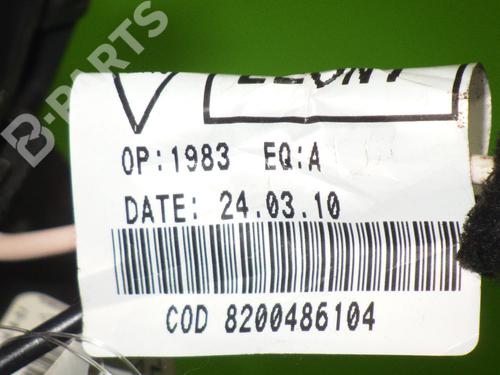 B-PARTS
OP:1983 EQ:A
DATE: 24.03.10
COD 8200486104